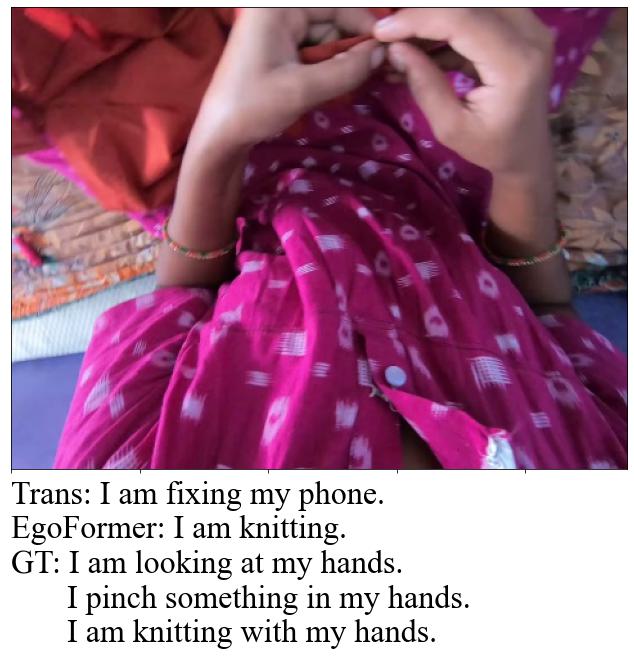 Trans: I am fixing my phone.
EgoFormer: I am knitting.
GT: I am looking at my hands.
I pinch something in my hands.
I am knitting with my hands.